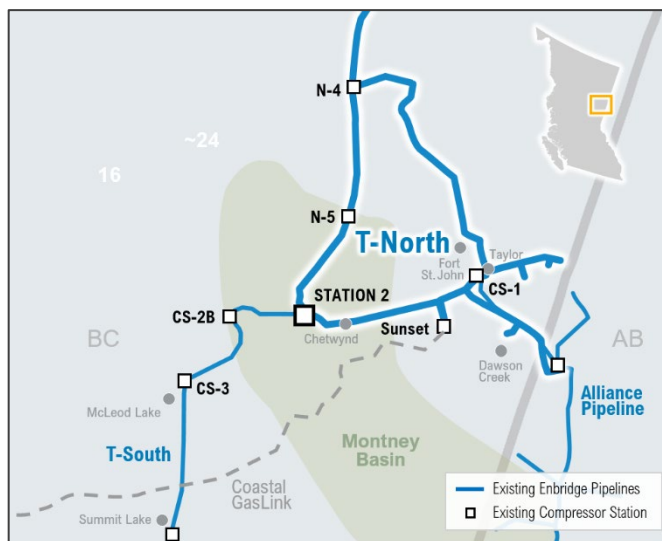 N-4
~24
16
N-5
T-North
Fort
St.John
Taylor
CS-1
STATION 2
CS-2B
Chetwynd
Sunset
BC
AB
CS-3
Dawson
Creek
McLeod Lake
Alliance
Pipeline
T-South
Montney
Basin
Coastal
GasLink
Summit Lake
Existing Enbridge Pipelines
Existing Compressor Station